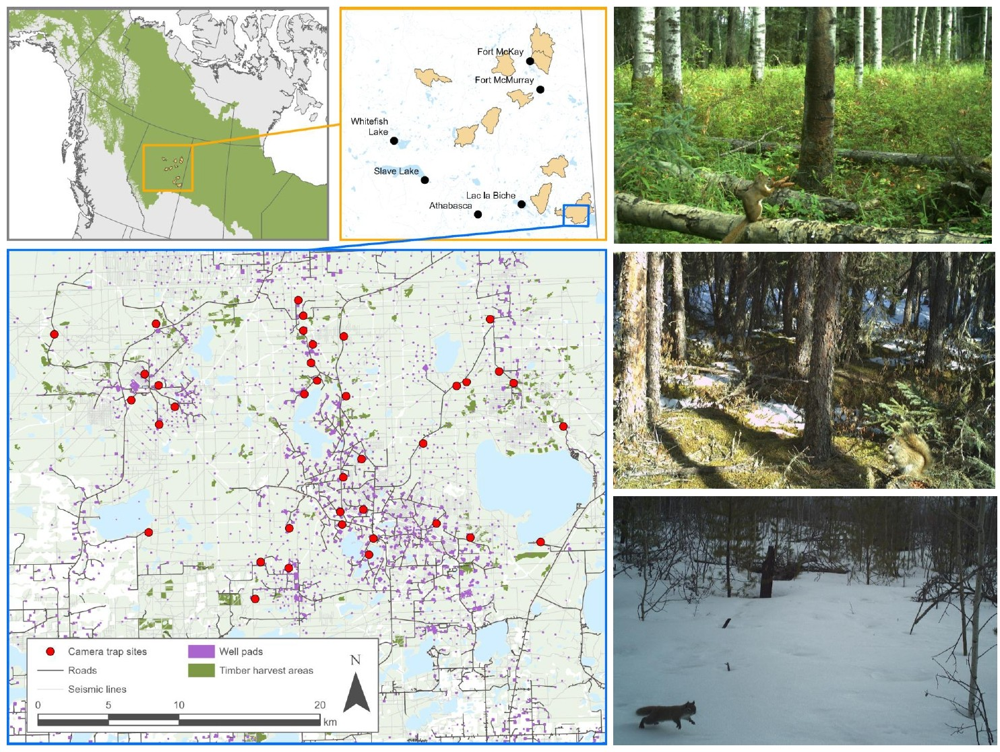 Fort McKay
Fort McMurray
Whitefish
Lake
Slave Lake
Lac la Biche
Athabasca
Camera trap sites
Well pads
Roads
Timber harvest areas
Seismic lines
N
0 5 10 20
km